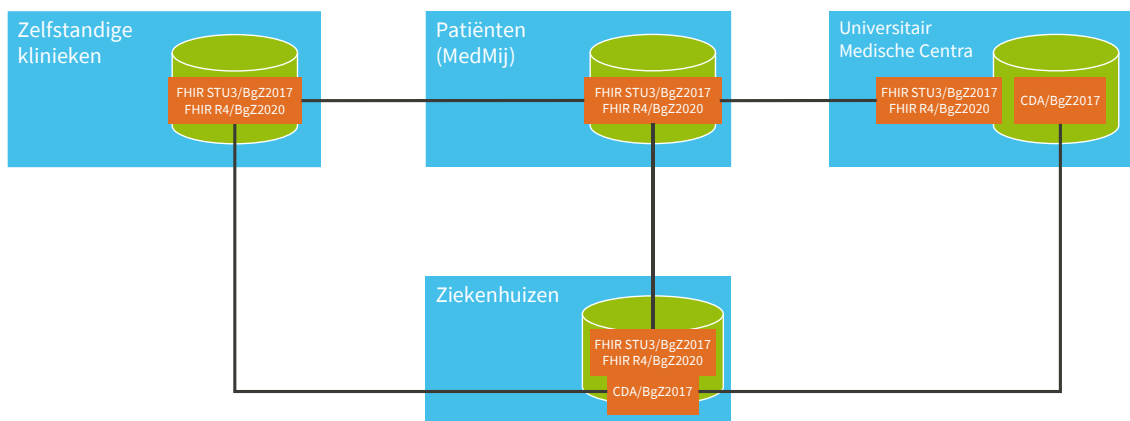 Zelfstandige
klinieken
FHIR STU3/BgZ2017
FHIR R4/BgZ2020
Patiënten
(MedMij)
FHIR STU3/BgZ2017
FHIR R4/BgZ2020
Universitair
Medische Centra
FHIR STU3/BgZ2017
FHIR R4/BgZ2020
CDA/BgZ2017
Ziekenhuizen
FHIR STU3/BgZ2017
FHIR R4/BgZ2020
CDA/BgZ2017